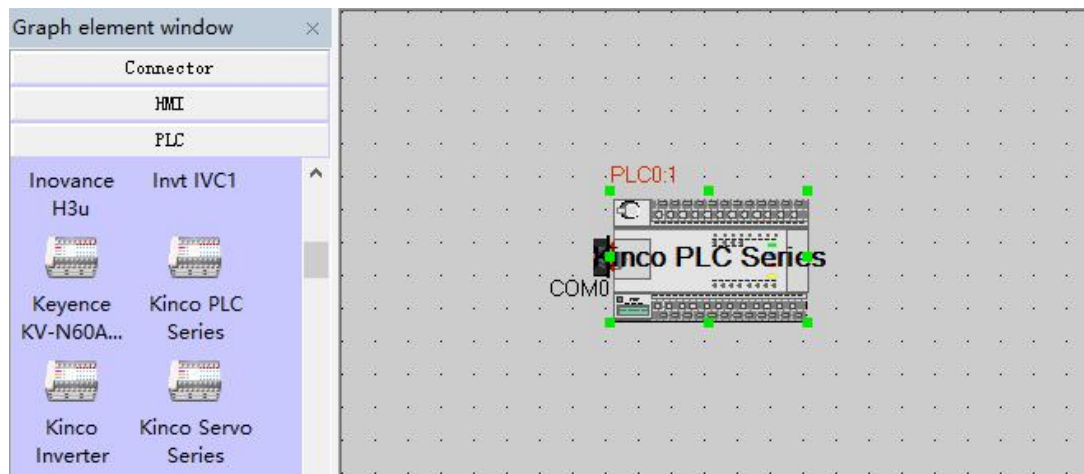 Graph element window
Connector
HMI
PLC
Inovance
H3u
Invt IVC1
Keyence
KV-N60A...
Kinco PLC
Series
Kinco
Inverter
Kinco Servo
Series
PLC0:1
Kinco PLC Series
COM0